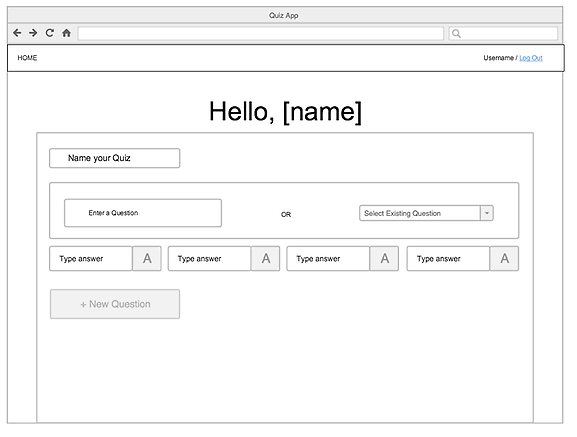 Quiz App
HOME
Username / Log Out
Hello, [name]
Name your Quiz
Enter a Question
OR
Select Existing Question
Type answer A Type answer A Type answer A Type answer A
+ New Question